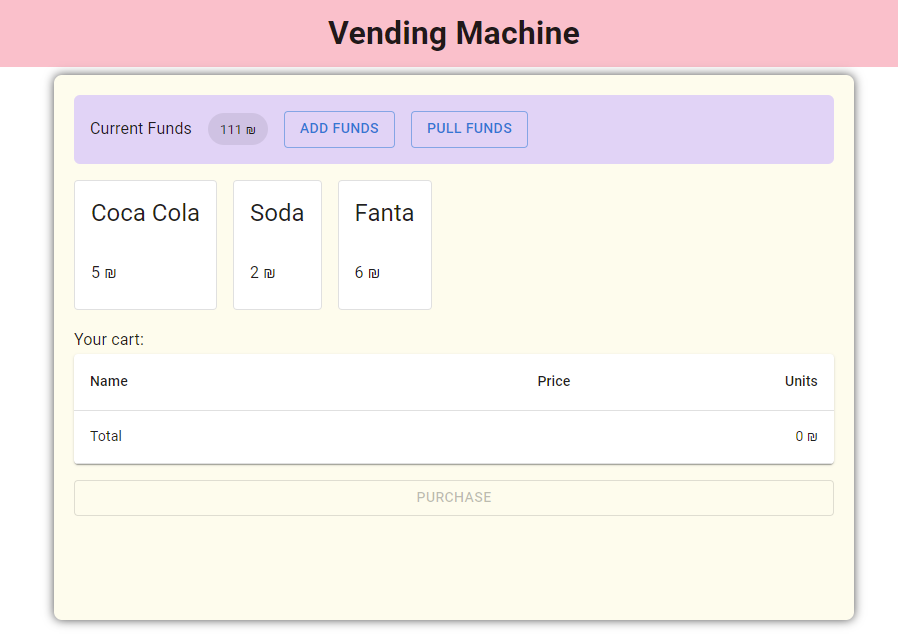 Vending Machine
Current Funds 111 ₪ ADD FUNDS PULL FUNDS
Coca Cola Soda Fanta
5 ₪ 2 ₪ 6 ₪
Your cart:
Name Price Units
Total 0 ₪
PURCHASE